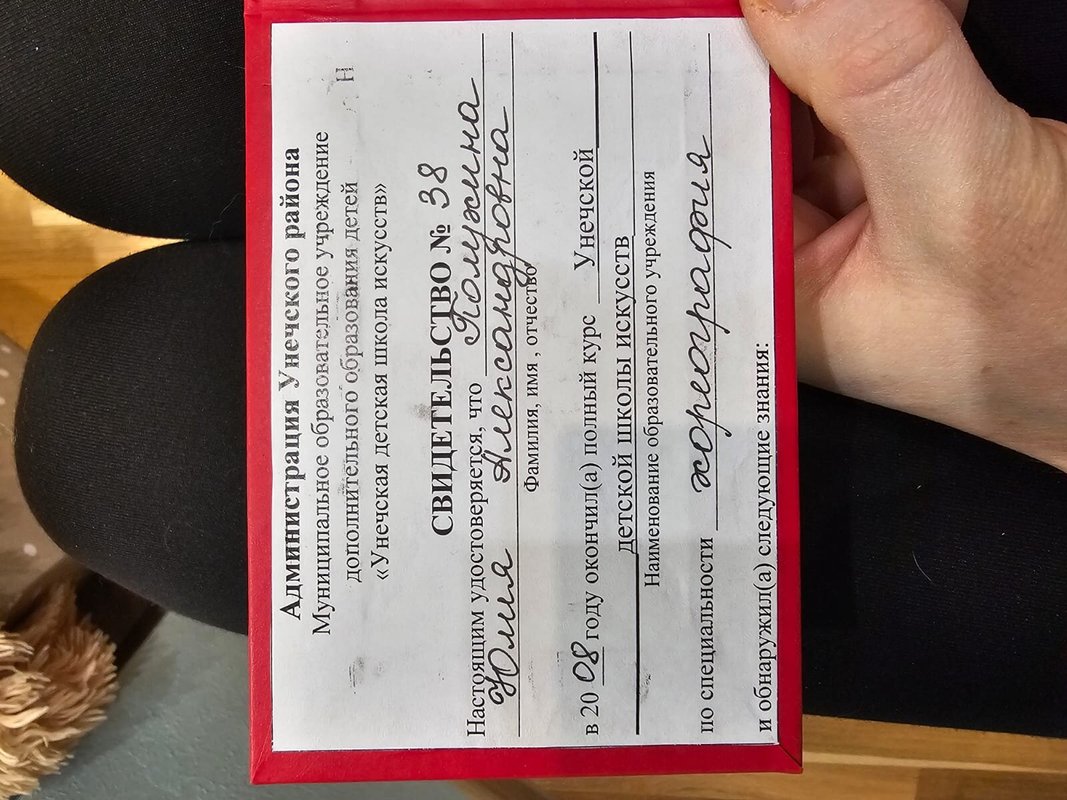 Администрация Унечского района
Муниципальное образовательное учреждение
дополнительного образования детей
Н
«Унечская детская школа искусств»
СВИДЕТЕЛЬСТВО № 38
Настоящим удостоверяется, что Полужина
Юлия Александровна
Фамилия, имя , отчество
в 20 08 году окончил(а) полный курс Унечской
детской школы искусств
Наименование образовательного учреждения
по специальности хореография
и обнаружил(а) следующие знания: